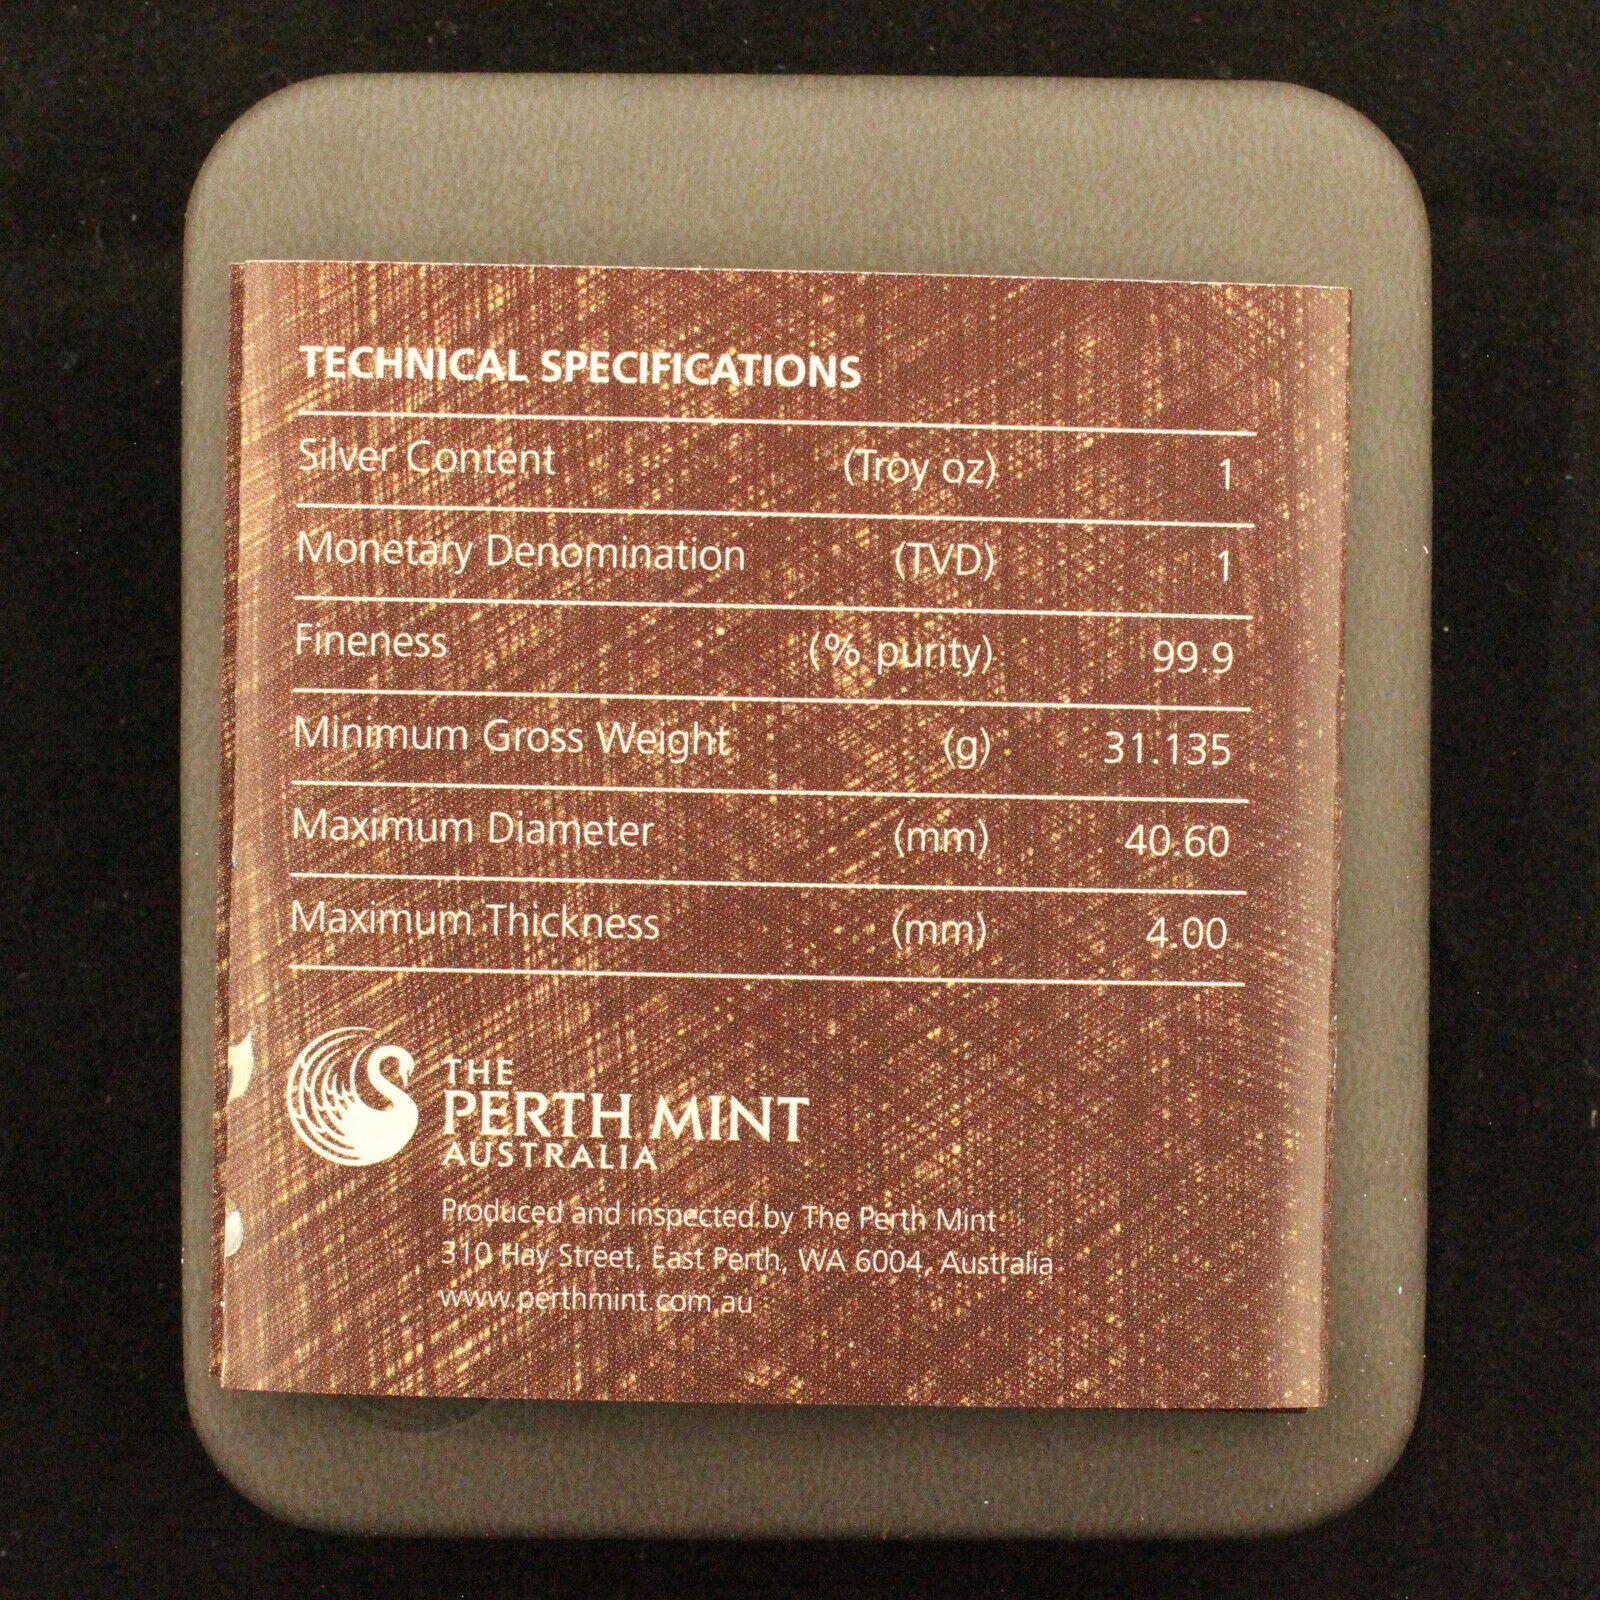 TECHNICAL SPECIFICATIONS
Silver Content (Troy oz) 1
Monetary Denomination (TVD) 1
Fineness (% purity) 99.9
MInimum Gross Weight (g) 31.135
Maximum Diameter (mm) 40.60
Maximum Thickness (mm) 4.00
THE
PERTH MINT
AUSTRALIA
Produced and inspected by The Perth Mint
310 Hay Street, East Perth, WA 6004, Australia
www.perthmint.com.au